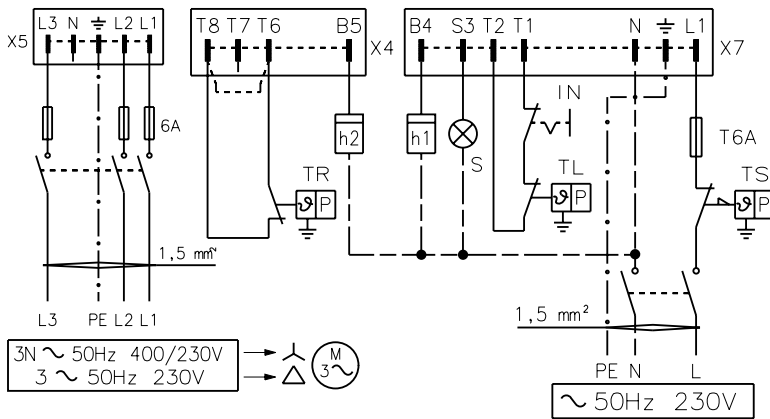 L3 N L2 L1
X5
T8 T7 T6 B5
X4
B4 S3 T2 T1 N L1
X7
6A
h2
h1
S
IN
T6A
TR
ϑ P
TL
ϑ P
TS
ϑ P
1,5 mm²
L3 PE L2 L1
1,5 mm²
PE N L
3N ~ 50Hz 400/230V
3 ~ 50Hz 230V
M
3~
~ 50Hz 230V